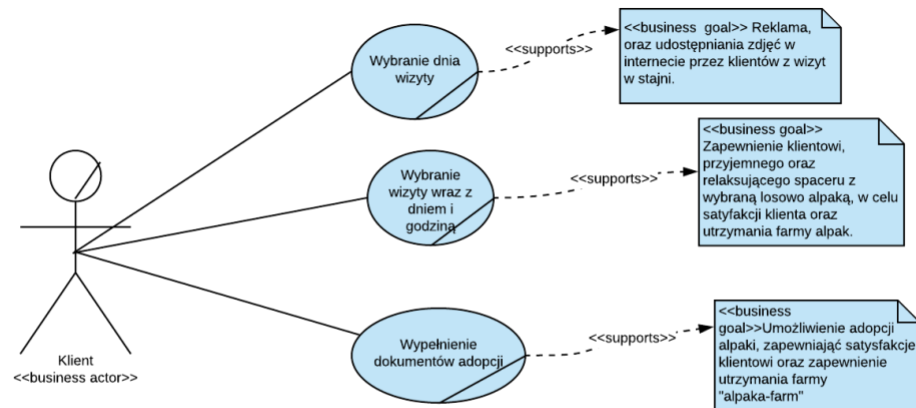 Wybranie dnia
wizyty
<<supports>>
<<business  goal>> Reklama,
oraz udostępniania zdjęć w
internecie przez klientów z wizyt
w stajni.
Wybranie
wizyty wraz z
dniem i
godziną
<<supports>>
<<business goal>>
Zapewnienie klientowi,
przyjemnego oraz
relaksującego spaceru z
wybraną losowo alpaką, w celu
satyfakcji klienta oraz
utrzymania farmy alpak.
Wypełnienie
dokumentów adopcji
<<supports>>
<<business
goal>>Umożliwienie adopcji
alpaki, zapewniająć satysfakcje
klientowi oraz zapewnienie
utrzymania farmy
"alpaka-farm"
Klient
<<business actor>>